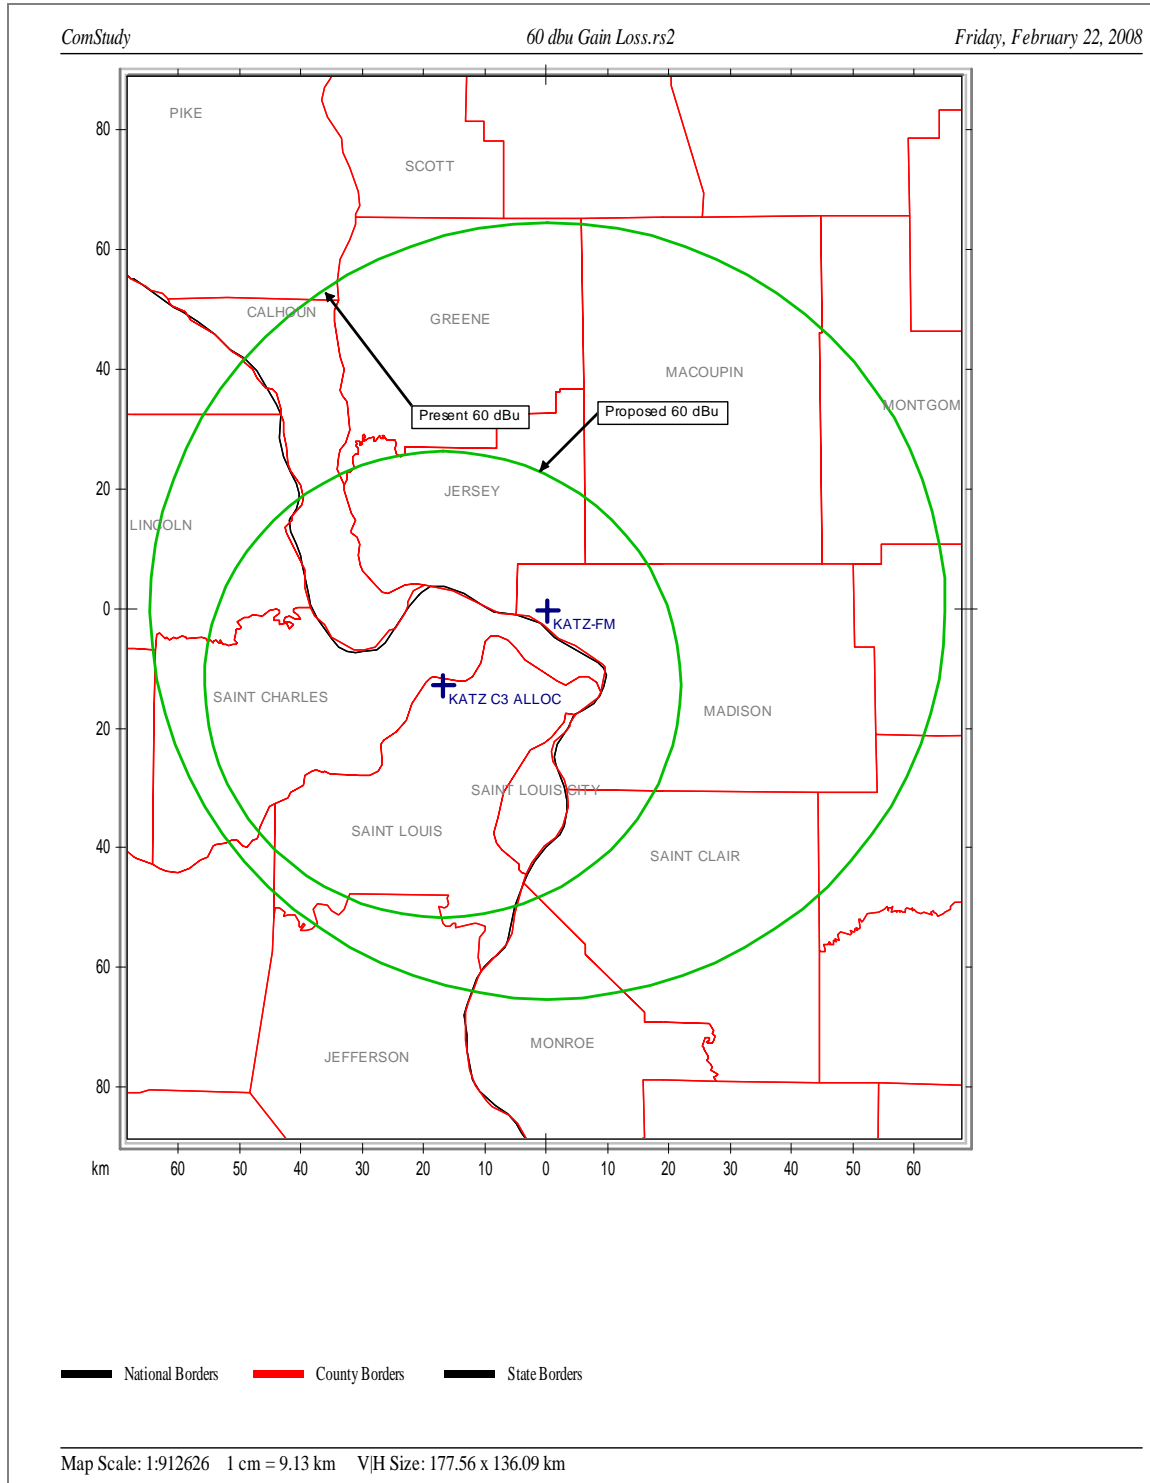 ComStudy 60 dbu Gain Loss.rs2 Friday, February 22, 2008
PIKE
80
SCOTT
60
CALHOUN
GREENE
40
MACOUPIN
MONTGOM
Present 60 dBu
Proposed 60 dBu
20
JERSEY
LINCOLN
0
KATZ-FM
SAINT CHARLES
KATZ C3 ALLOC
MADISON
20
SAINT LOUIS CITY
SAINT LOUIS
40
SAINT CLAIR
60
JEFFERSON
MONROE
80
km 60 50 40 30 20 10 0 10 20 30 40 50 60
National Borders County Borders State Borders
Map Scale: 1:912626 1 cm = 9.13 km V|H Size: 177.56 x 136.09 km